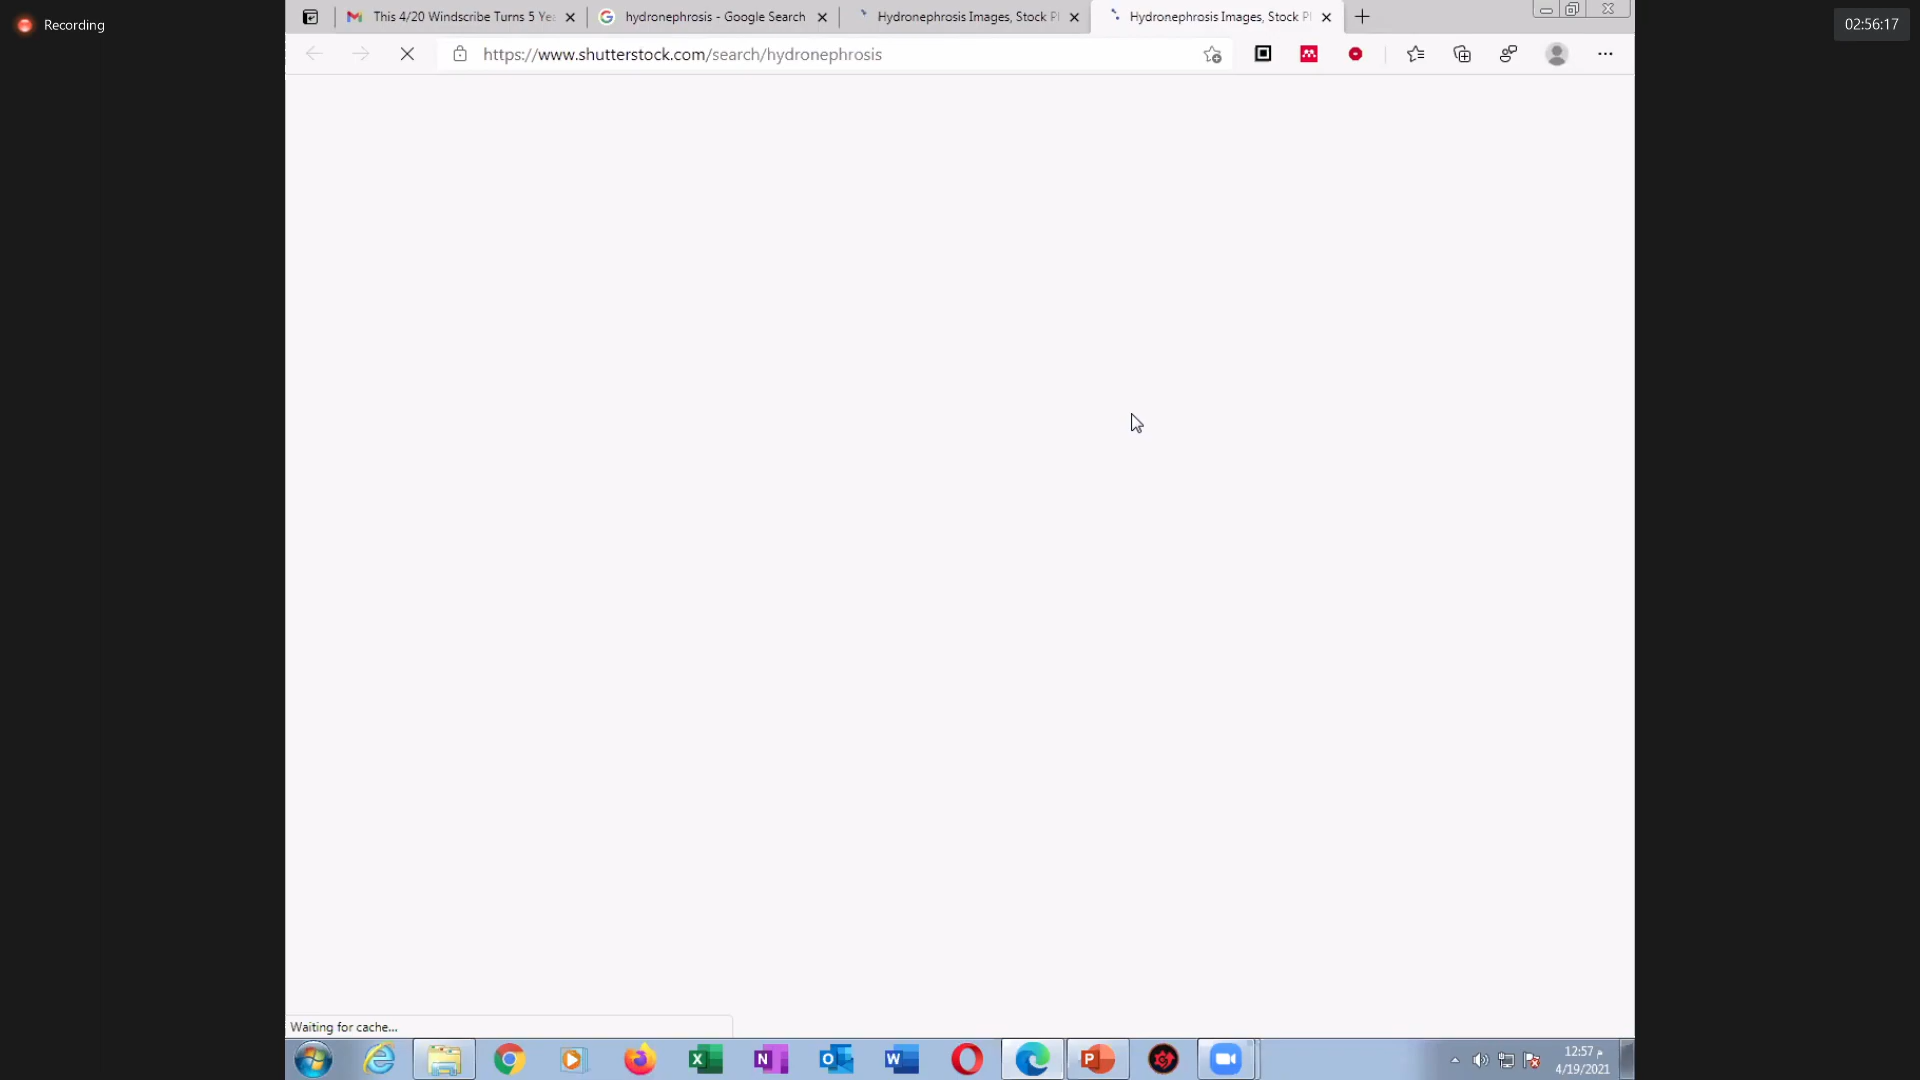 Recording
02:56:17
This 4/20 Windscribe Turns 5 Ye
hydronephrosis - Google Search
Hydronephrosis Images, Stock P
Hydronephrosis Images, Stock P
https://www.shutterstock.com/search/hydronephrosis
Waiting for cache...
12:57 م
4/19/2021